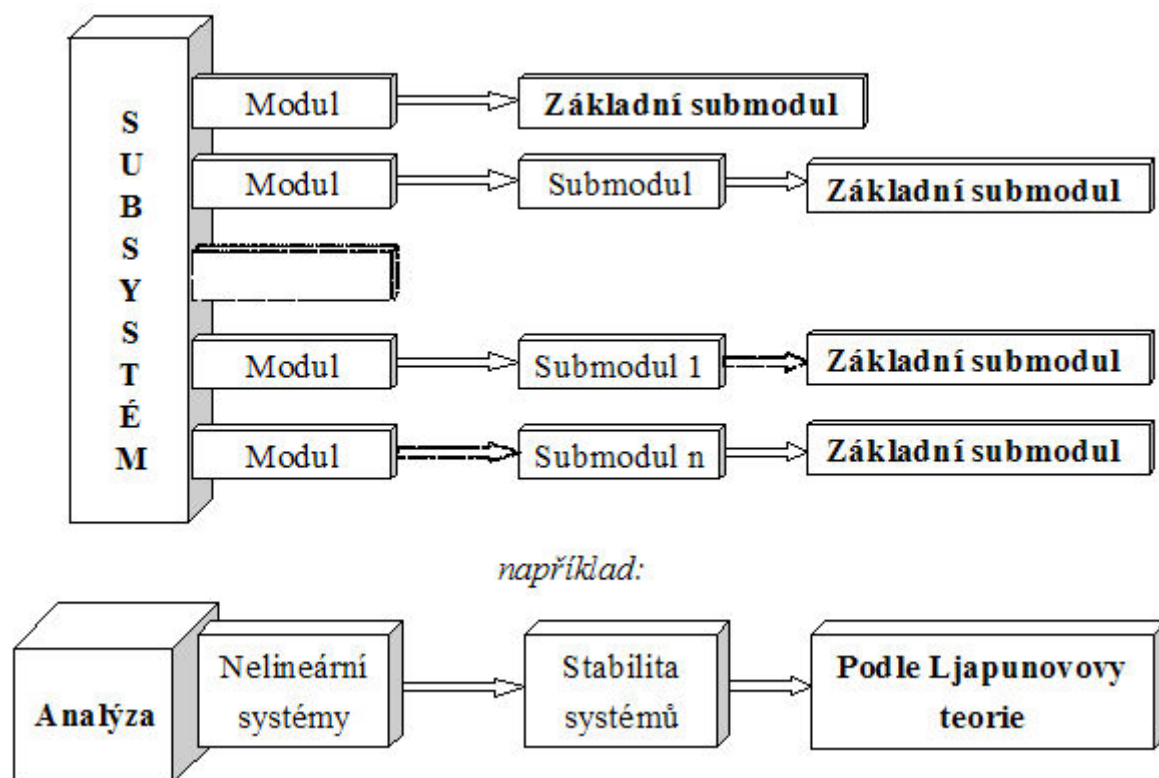 SUBSYSTÉM
Modul Základní submodul
Modul Submodul Základní submodul
Modul Submodul 1 Základní submodul
Modul Submodul n Základní submodul
například:
Analýza
Nelineární
systémy
Stabilita
systémů
Podle Ljapunovovy
teorie